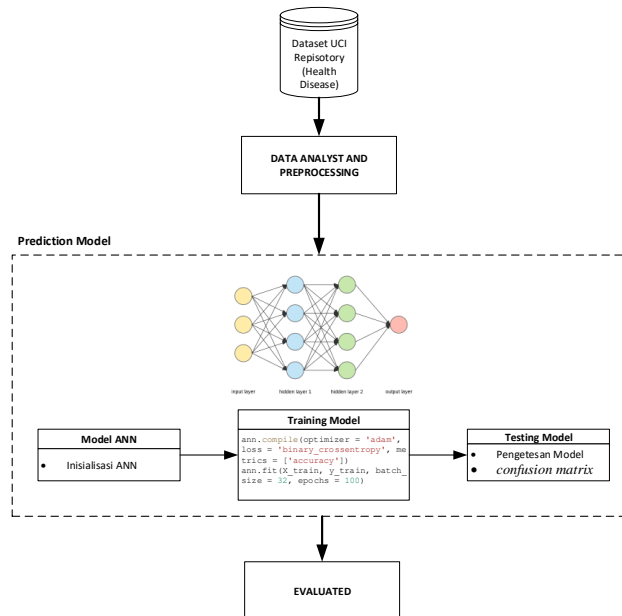 Dataset UCI
Repisotory
(Health
Disease)
DATA ANALYST AND
PREPROCESSING
Prediction Model
input layer
hidden layer 1
hidden layer 2
output layer
Model ANN
• Inisialisasi ANN
Training Model
ann.compile(optimizer = 'adam',
loss = 'binary_crossentropy', me
trics = ['accuracy'])
ann.fit(X_train, y_train, batch_
size = 32, epochs = 100)
Testing Model
• Pengetesan Model
• confusion matrix
EVALUATED